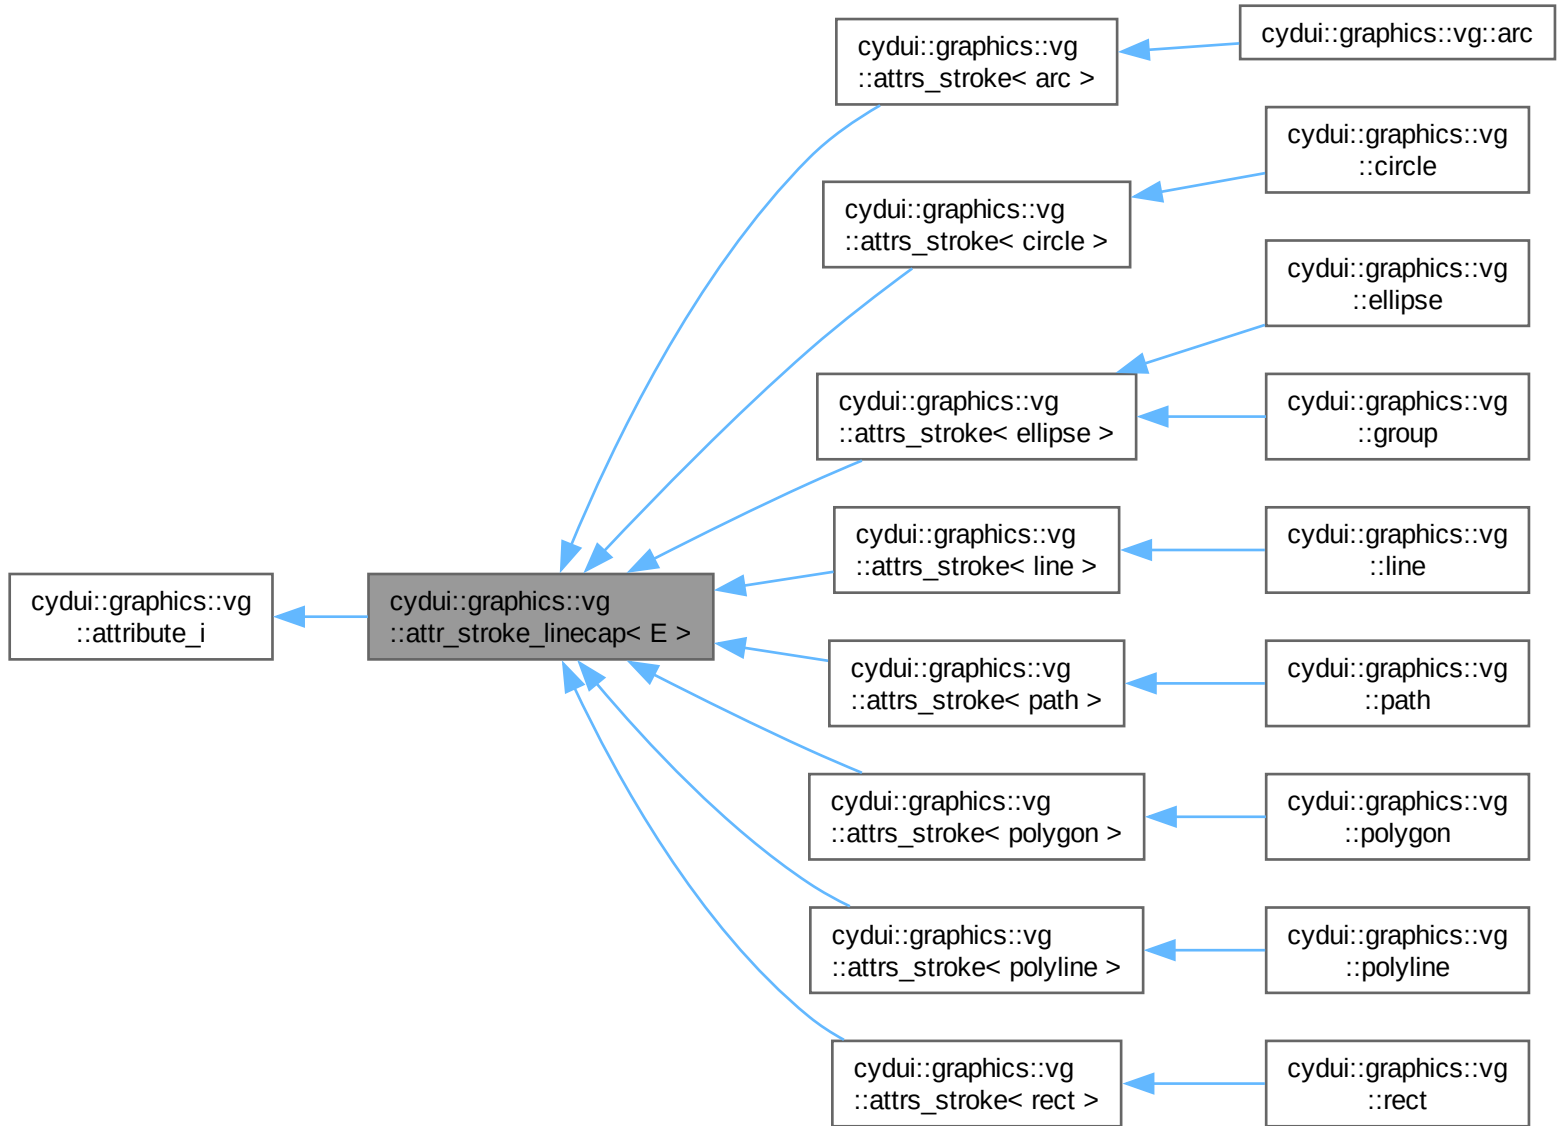 cydui::graphics::vg
::attribute_i
cydui::graphics::vg
::attr_stroke_linecap< E >
cydui::graphics::vg
::attrs_stroke< arc >
cydui::graphics::vg::arc
cydui::graphics::vg
::attrs_stroke< circle >
cydui::graphics::vg
::circle
cydui::graphics::vg
::attrs_stroke< ellipse >
cydui::graphics::vg
::ellipse
cydui::graphics::vg
::group
cydui::graphics::vg
::attrs_stroke< line >
cydui::graphics::vg
::line
cydui::graphics::vg
::attrs_stroke< path >
cydui::graphics::vg
::path
cydui::graphics::vg
::attrs_stroke< polygon >
cydui::graphics::vg
::polygon
cydui::graphics::vg
::attrs_stroke< polyline >
cydui::graphics::vg
::polyline
cydui::graphics::vg
::attrs_stroke< rect >
cydui::graphics::vg
::rect